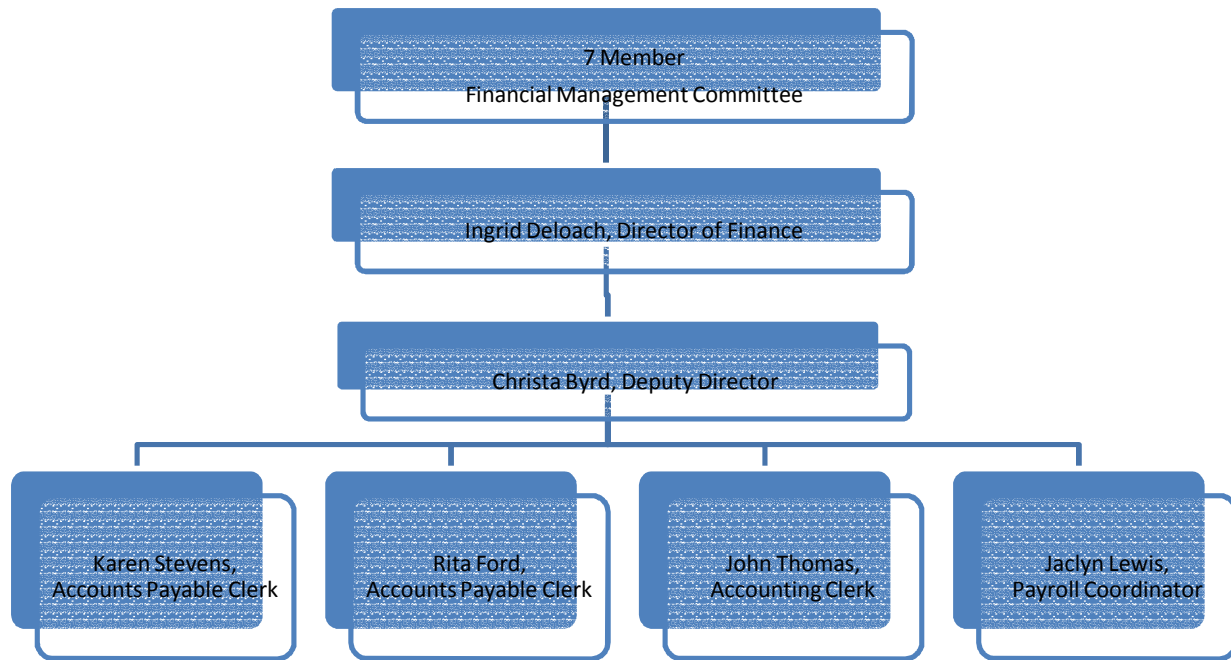 7 Member
Financial Management Committee
Ingrid Deloach, Director of Finance
Christa Byrd, Deputy Director
Karen Stevens,
Accounts Payable Clerk
Rita Ford,
Accounts Payable Clerk
John Thomas,
Accounting Clerk
Jaclyn Lewis,
Payroll Coordinator